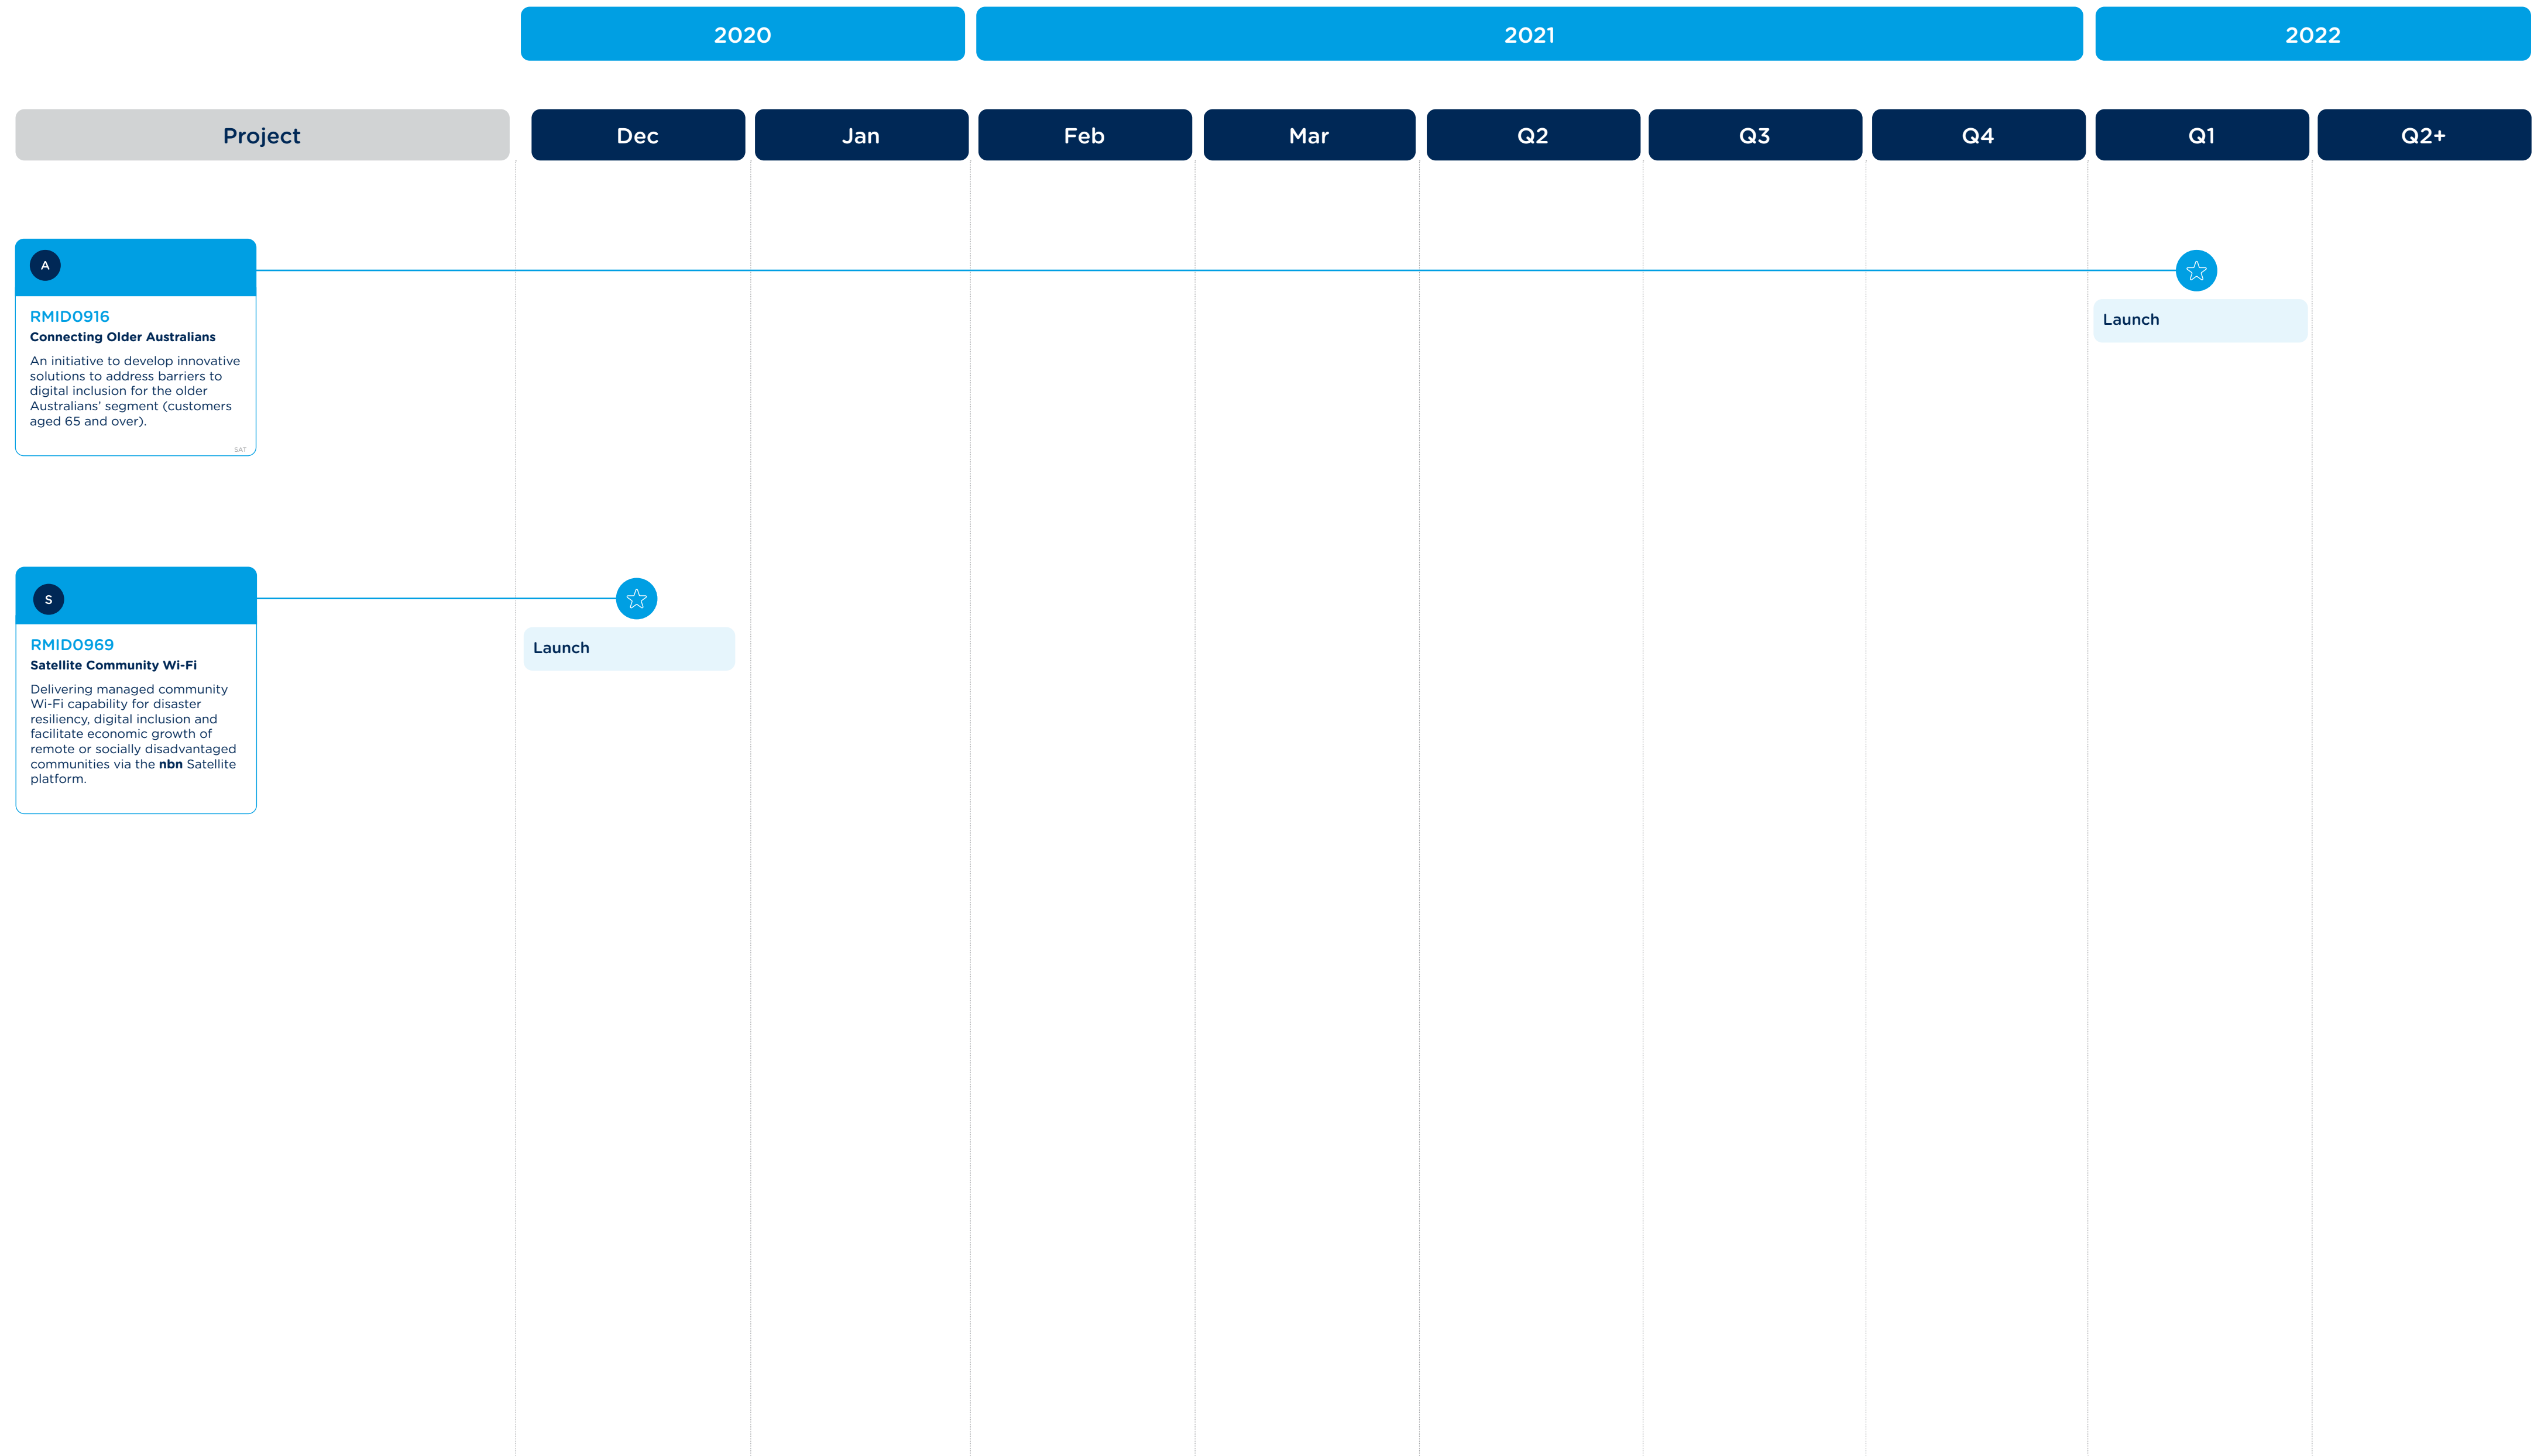 2020
2021
2022
Project
Dec
Jan
Feb
Mar
Q2
Q3
Q4
Q1
Q2+
A
RMID0916
Connecting Older Australians
An initiative to develop innovative
solutions to address barriers to
digital inclusion for the older
Australians’ segment (customers
aged 65 and over).
SAT
Launch
S
RMID0969
Satellite Community Wi-Fi
Delivering managed community
Wi-Fi capability for disaster
resiliency, digital inclusion and
facilitate economic growth of
remote or socially disadvantaged
communities via the nbn Satellite
platform.
Launch